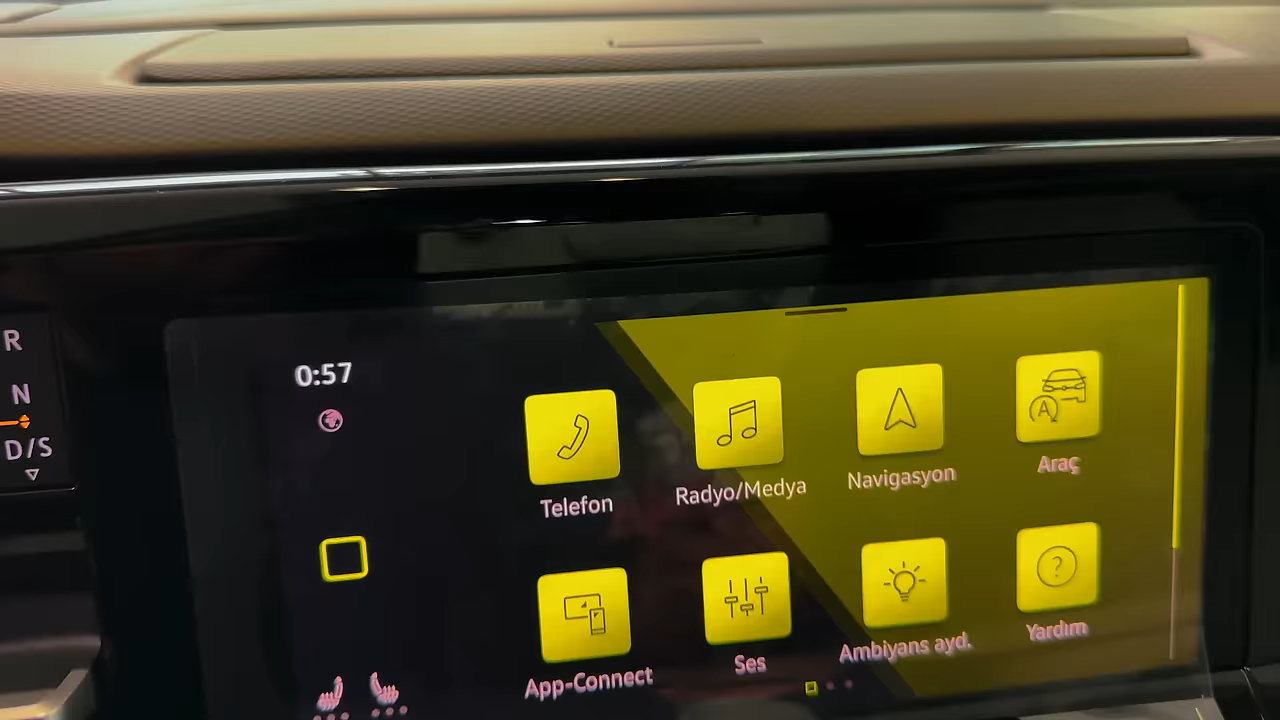 R
N
D/S
0:57
Telefon
Radyo/Medya
Navigasyon
Araç
A
?
App-Connect
Ses
Ambiyans ayd.
Yardım